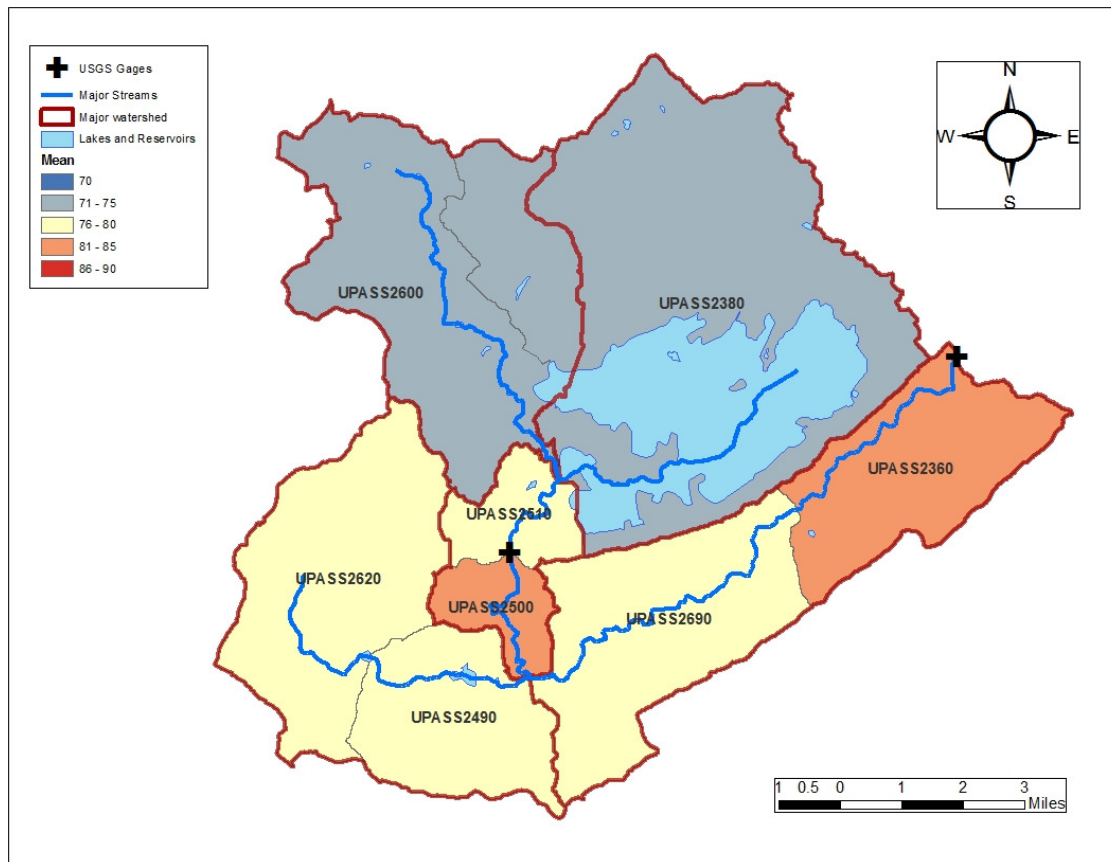 USGS Gages
Major Streams
Major watershed
Lakes and Reservoirs
Mean
70
71 - 75
76 - 80
81 - 85
86 - 90
N
W
E
S
UPASS2600
UPASS2380
UPASS2360
UPASS2510
UPASS2620
UPASS2500
UPASS2690
UPASS2490
1 0.5 0 1 2 3
Miles